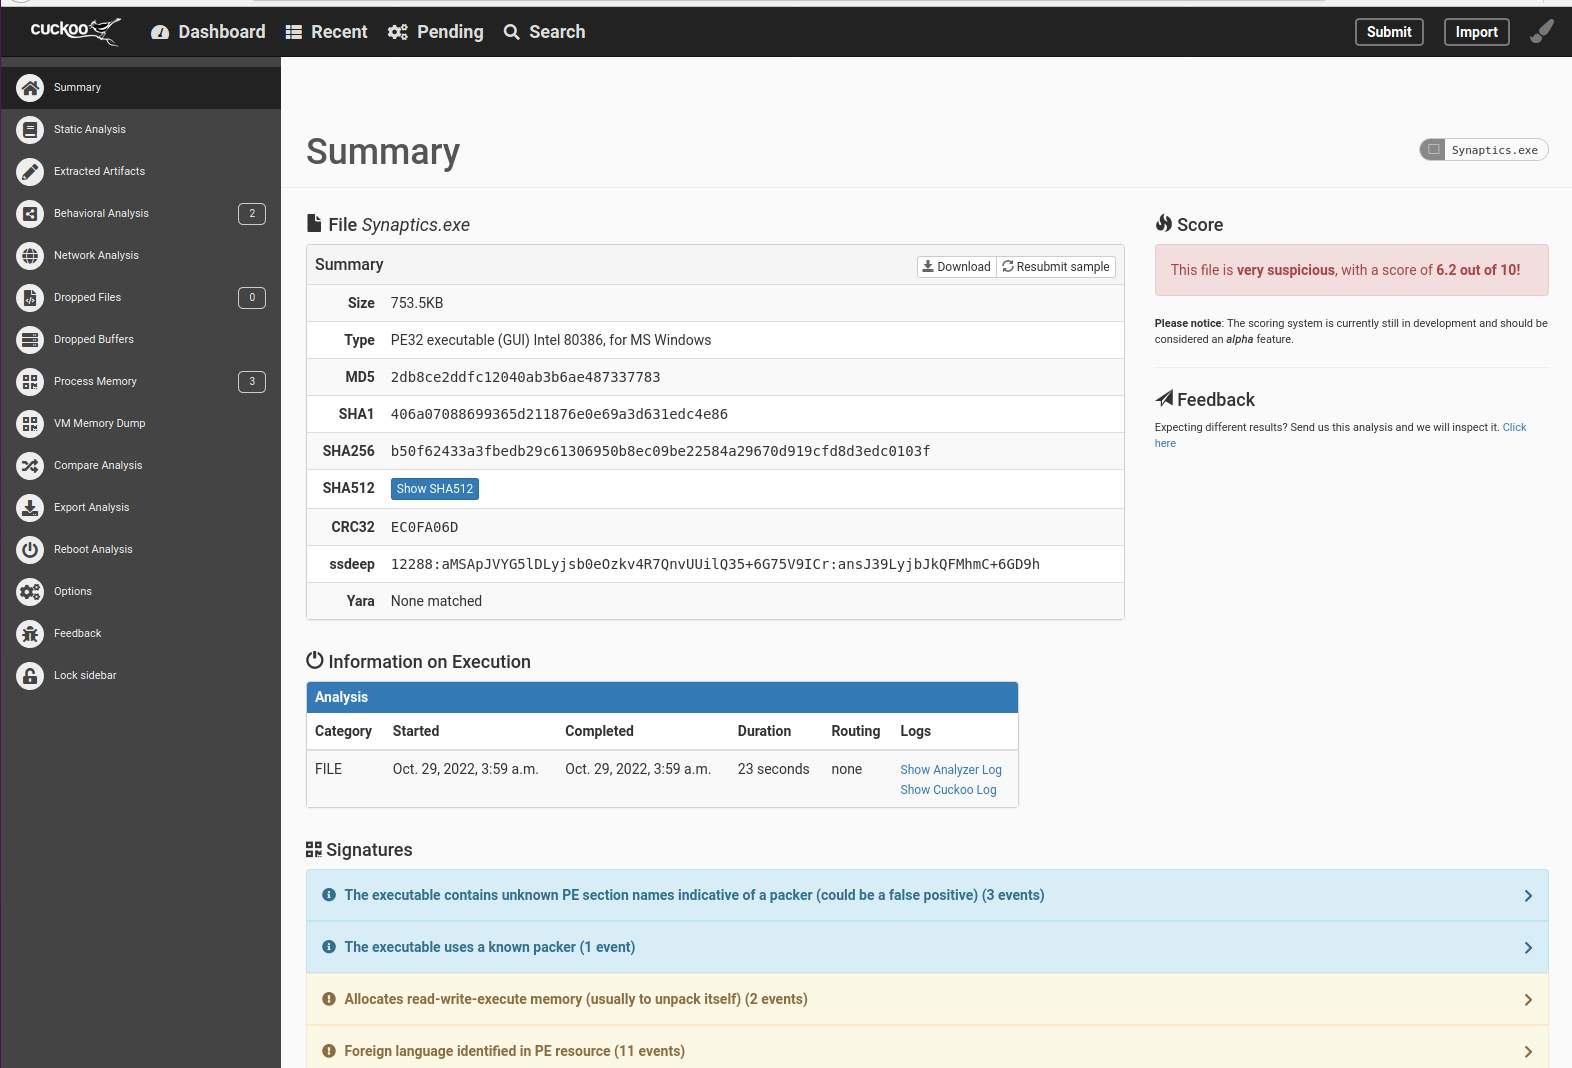 cuckoo Dashboard Recent Pending Search Submit Import
Summary
Static Analysis
Extracted Artifacts
Behavioral Analysis 2
Network Analysis
Dropped Files 0
Dropped Buffers
Process Memory 3
VM Memory Dump
Compare Analysis
Export Analysis
Reboot Analysis
Options
Feedback
Lock sidebar
Summary
Synaptics.exe
File Synaptics.exe
Summary Download Resubmit sample
Size 753.5KB
Type PE32 executable (GUI) Intel 80386, for MS Windows
MD5 2db8ce2ddfc12040ab3b6ae487337783
SHA1 406a07088699365d211876e0e69a3d631edc4e86
SHA256 b50f62433a3fbedb29c61306950b8ec09be22584a29670d919cfd8d3edc0103f
SHA512 Show SHA512
CRC32 EC0FA06D
ssdeep 12288:aMSApJVYG5lDLyjsb0eOzkv4R7QnvUUilQ35+6G75V9ICr:ansJ39LyjbJkQFMhmC+6GD9h
Yara None matched
Score
This file is very suspicious, with a score of 6.2 out of 10!
Please notice: The scoring system is currently still in development and should be
considered an alpha feature.
Feedback
Expecting different results? Send us this analysis and we will inspect it. Click
here
Information on Execution
Analysis
Category Started Completed Duration Routing Logs
FILE Oct. 29, 2022, 3:59 a.m. Oct. 29, 2022, 3:59 a.m. 23 seconds none Show Analyzer Log
Show Cuckoo Log
Signatures
The executable contains unknown PE section names indicative of a packer (could be a false positive) (3 events)
The executable uses a known packer (1 event)
Allocates read-write-execute memory (usually to unpack itself) (2 events)
Foreign language identified in PE resource (11 events)